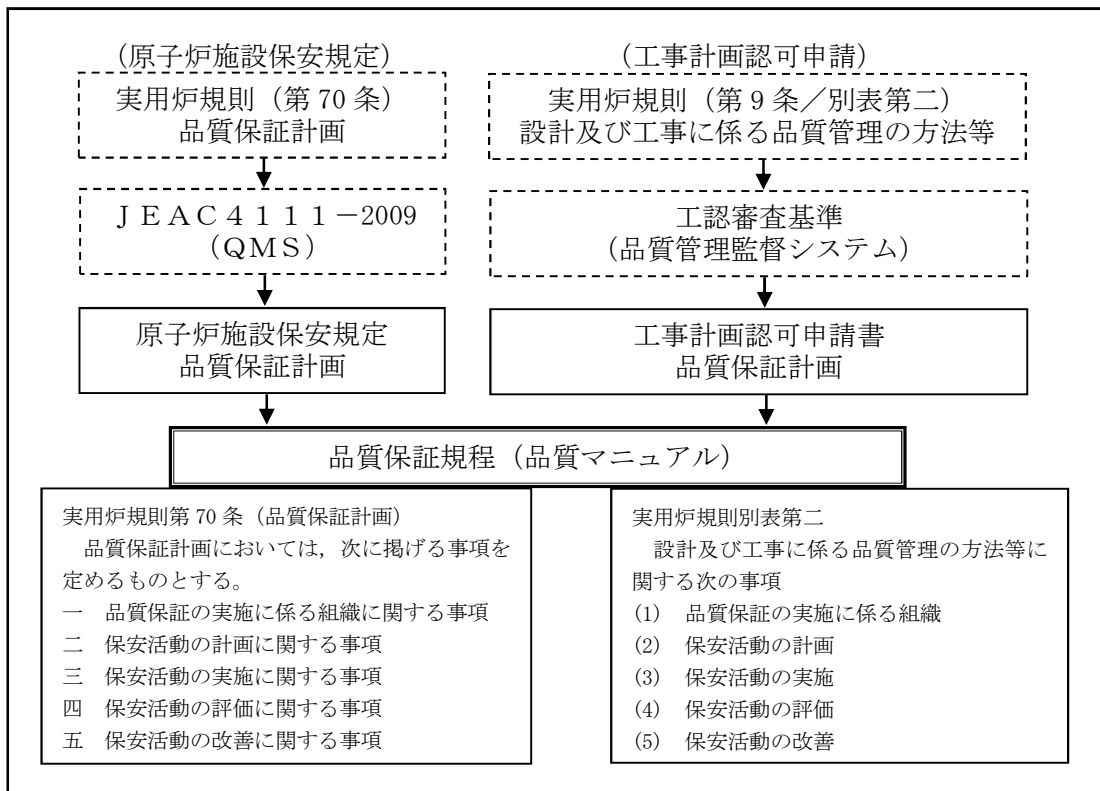 (原子炉施設保安規定)
実用炉規則（第 70 条）
品質保証計画
ＪＥＡＣ４１１１－2009
（ＱＭＳ）
原子炉施設保安規定
品質保証計画
(工事計画認可申請)
実用炉規則（第 9 条／別表第二）
設計及び工事に係る品質管理の方法等
工認審査基準
(品質管理監督システム)
工事計画認可申請書
品質保証計画
品質保証規程（品質マニュアル）
実用炉規則第 70 条（品質保証計画）
品質保証計画においては，次に掲げる事項を
定めるものとする。
一　品質保証の実施に係る組織に関する事項
二　保安活動の計画に関する事項
三　保安活動の実施に関する事項
四　保安活動の評価に関する事項
五　保安活動の改善に関する事項
実用炉規則別表第二
設計及び工事に係る品質管理の方法等に
関する次の事項
(1)　品質保証の実施に係る組織
(2)　保安活動の計画
(3)　保安活動の実施
(4)　保安活動の評価
(5)　保安活動の改善